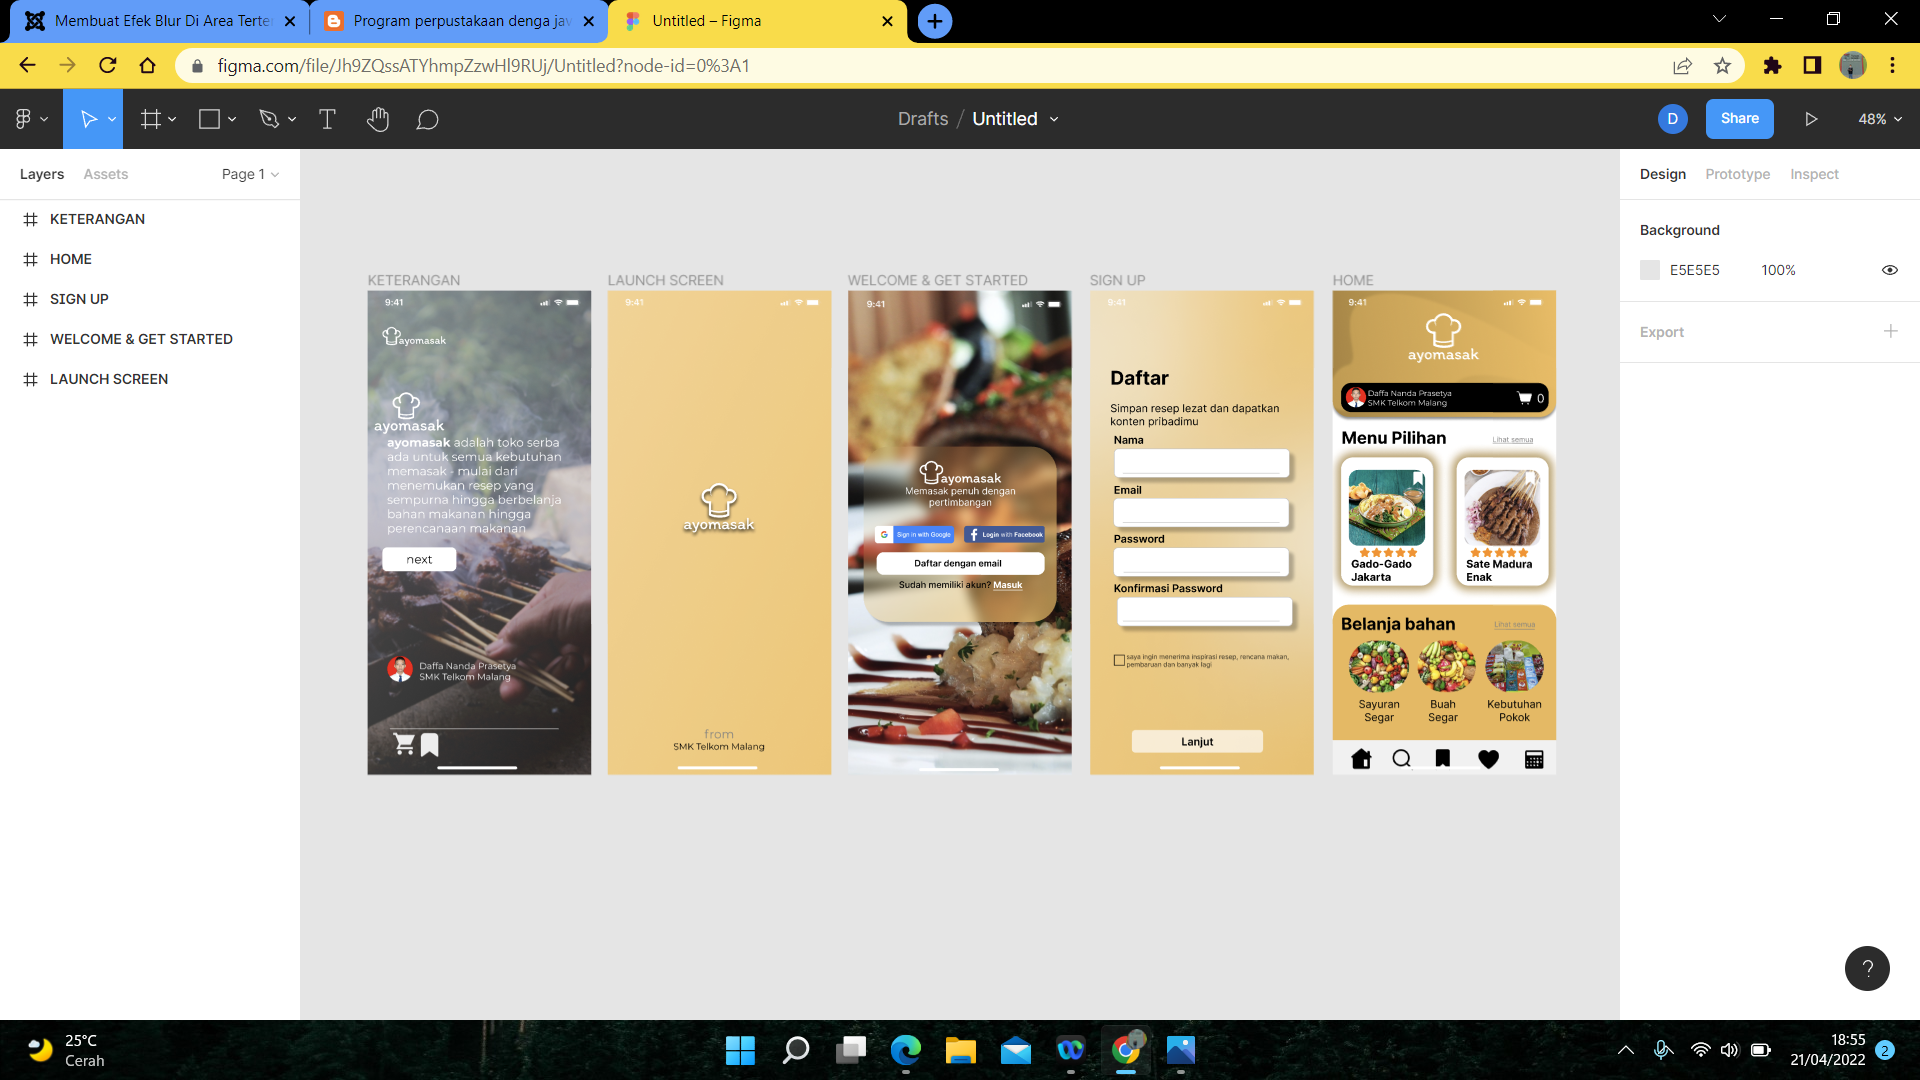 Membuat Efek Blur Di Area Terte
Program perpustakaan denga jav
Untitled – Figma
figma.com/file/Jh9ZQssATYhmpZzwHl9RUj/Untitled?node-id=0%3A1
Drafts / Untitled
D
Share
48%
Layers
Assets
Page 1
Design
Prototype
Inspect
KETERANGAN
HOME
SIGN UP
WELCOME & GET STARTED
LAUNCH SCREEN
Background
E5E5E5
100%
Export
KETERANGAN
9:41
ayomasak
ayomasak
ayomasak adalah toko serba
ada untuk semua kebutuhan
memasak - mulai dari
menemukan resep yang
sempurna hingga berbelanja
bahan makanan hingga
perencanaan makanan
next
Daffa Nanda Prasetya
SMK Telkom Malang
LAUNCH SCREEN
9:41
ayomasak
from
SMK Telkom Malang
WELCOME & GET STARTED
9:41
ayomasak
Memasak penuh dengan
pertimbangan
G Sign in with Google
f Login with Facebook
Daftar dengan email
Sudah memiliki akun? Masuk
SIGN UP
9:41
Daftar
Simpan resep lezat dan dapatkan
konten pribadimu
Nama
Email
Password
Konfirmasi Password
saya ingin menerima inspirasi resep, rencana makan,
pembaruan dan banyak lagi
Lanjut
HOME
9:41
ayomasak
Daffa Nanda Prasetya
SMK Telkom Malang
0
Menu Pilihan
Lihat semua
Gado-Gado
Jakarta
Sate Madura
Enak
Belanja bahan
Lihat semua
Sayuran
Segar
Buah
Segar
Kebutuhan
Pokok
?
25°C
Cerah
18:55
21/04/2022
2